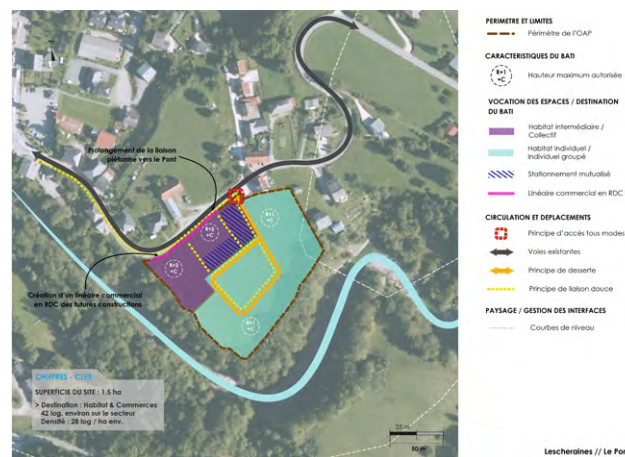 Prolongement de la liaison
piétonne vers le Pont
R+2
+C
R+2
+C
Création d'un linéaire commercial
en RDC des futures constructions
CHIFFRES - CLES
SUPERFICIE DU SITE : 1.5 ha
> Destination : Habitat & Commerces
42 log. environ sur le secteur
Densité : 28 log / ha env.
25 m
50 m
PERIMETRE ET LIMITES
Périmètre de l'OAP
CARACTERISTIQUES DU BATI
R+1
+C
Hauteur maximum autorisée
VOCATION DES ESPACES / DESTINATION
DU BATI
Habitat intermédiaire /
Collectif
Habitat individuel /
Individuel groupé
Stationnement mutualisé
Linéaire commercial en RDC
CIRCULATION ET DEPLACEMENTS
Principe d'accès tous modes
Voies existantes
Principe de desserte
Principe de liaison douce
PAYSAGE / GESTION DES INTERFACES
Courbes de niveau
Lescheraines // Le Pon